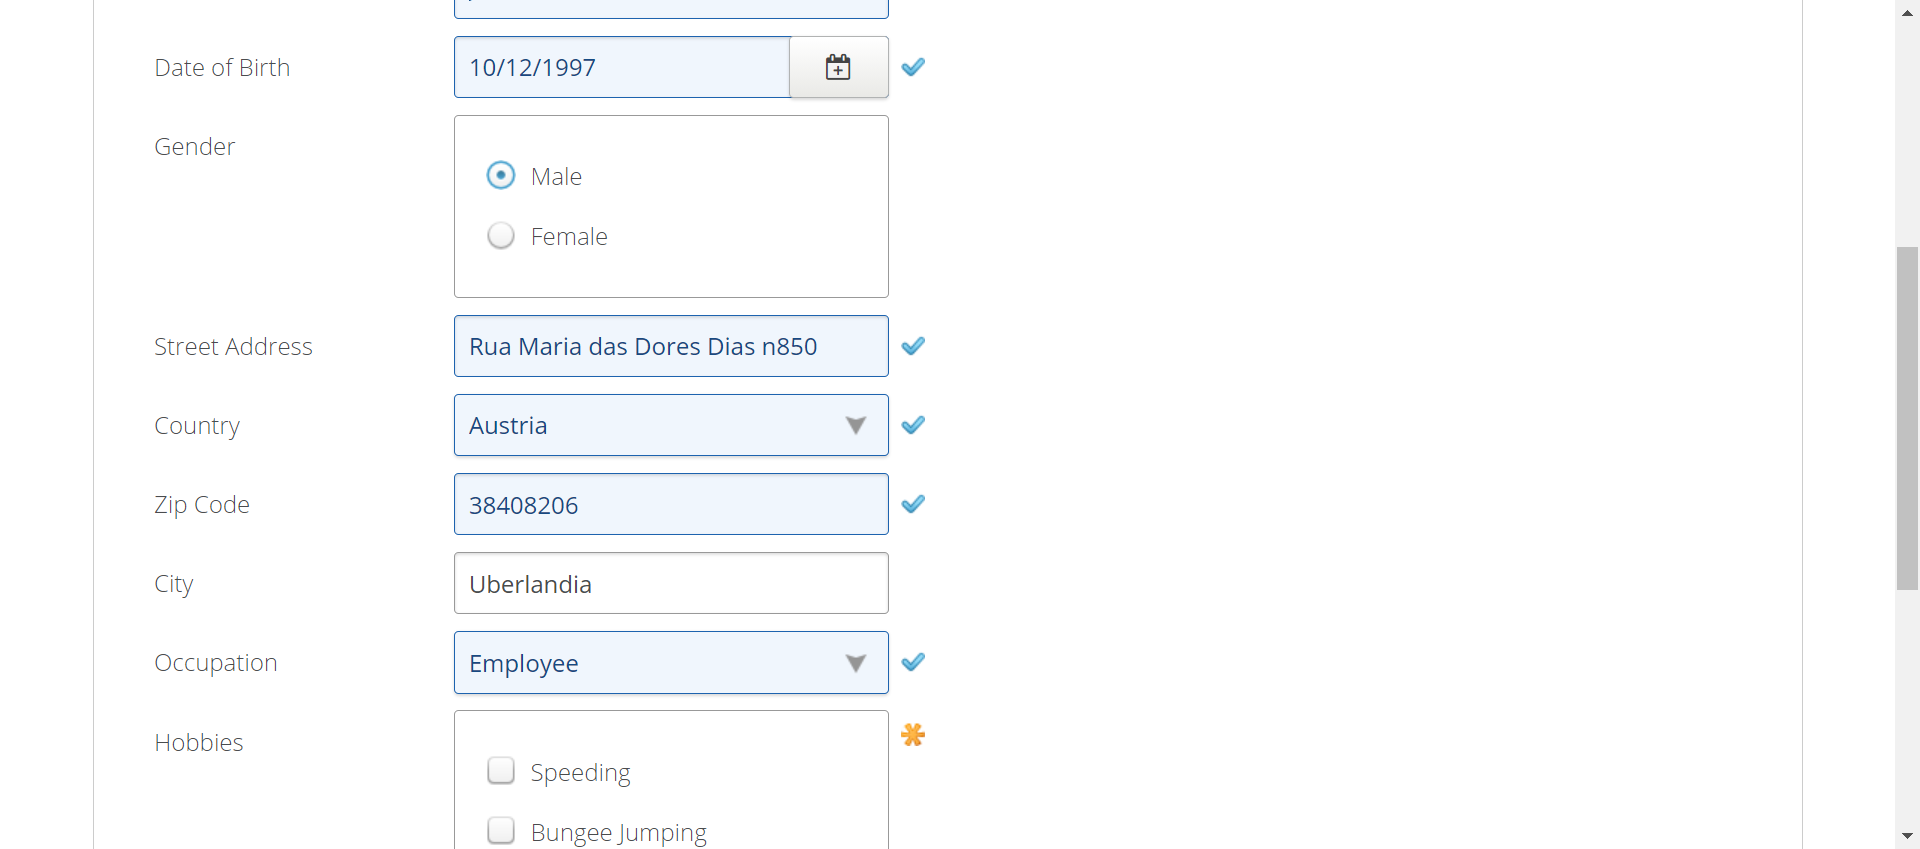 Date of Birth
10/12/1997
Gender
Male
Female
Street Address
Rua Maria das Dores Dias n850
Country
Austria
Zip Code
38408206
City
Uberlandia
Occupation
Employee
Hobbies
Speeding
Bungee Jumping